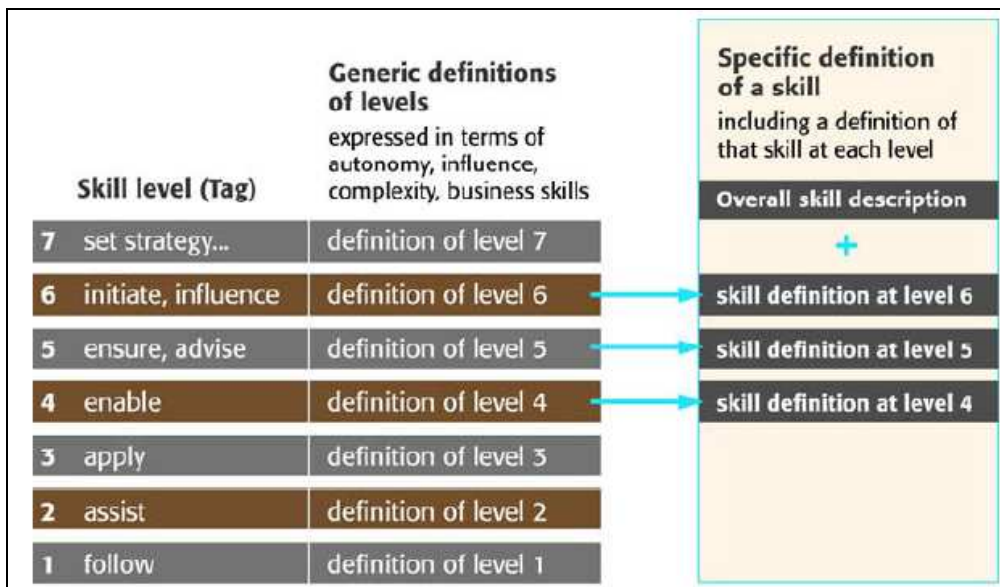 Skill level (Tag)
Generic definitions
of levels
expressed in terms of
autonomy, influence,
complexity, business skills
Specific definition
of a skill
including a definition of
that skill at each level
Overall skill description
+
7 set strategy... definition of level 7
6 initiate, influence definition of level 6 skill definition at level 6
5 ensure, advise definition of level 5 skill definition at level 5
4 enable definition of level 4 skill definition at level 4
3 apply definition of level 3
2 assist definition of level 2
1 follow definition of level 1